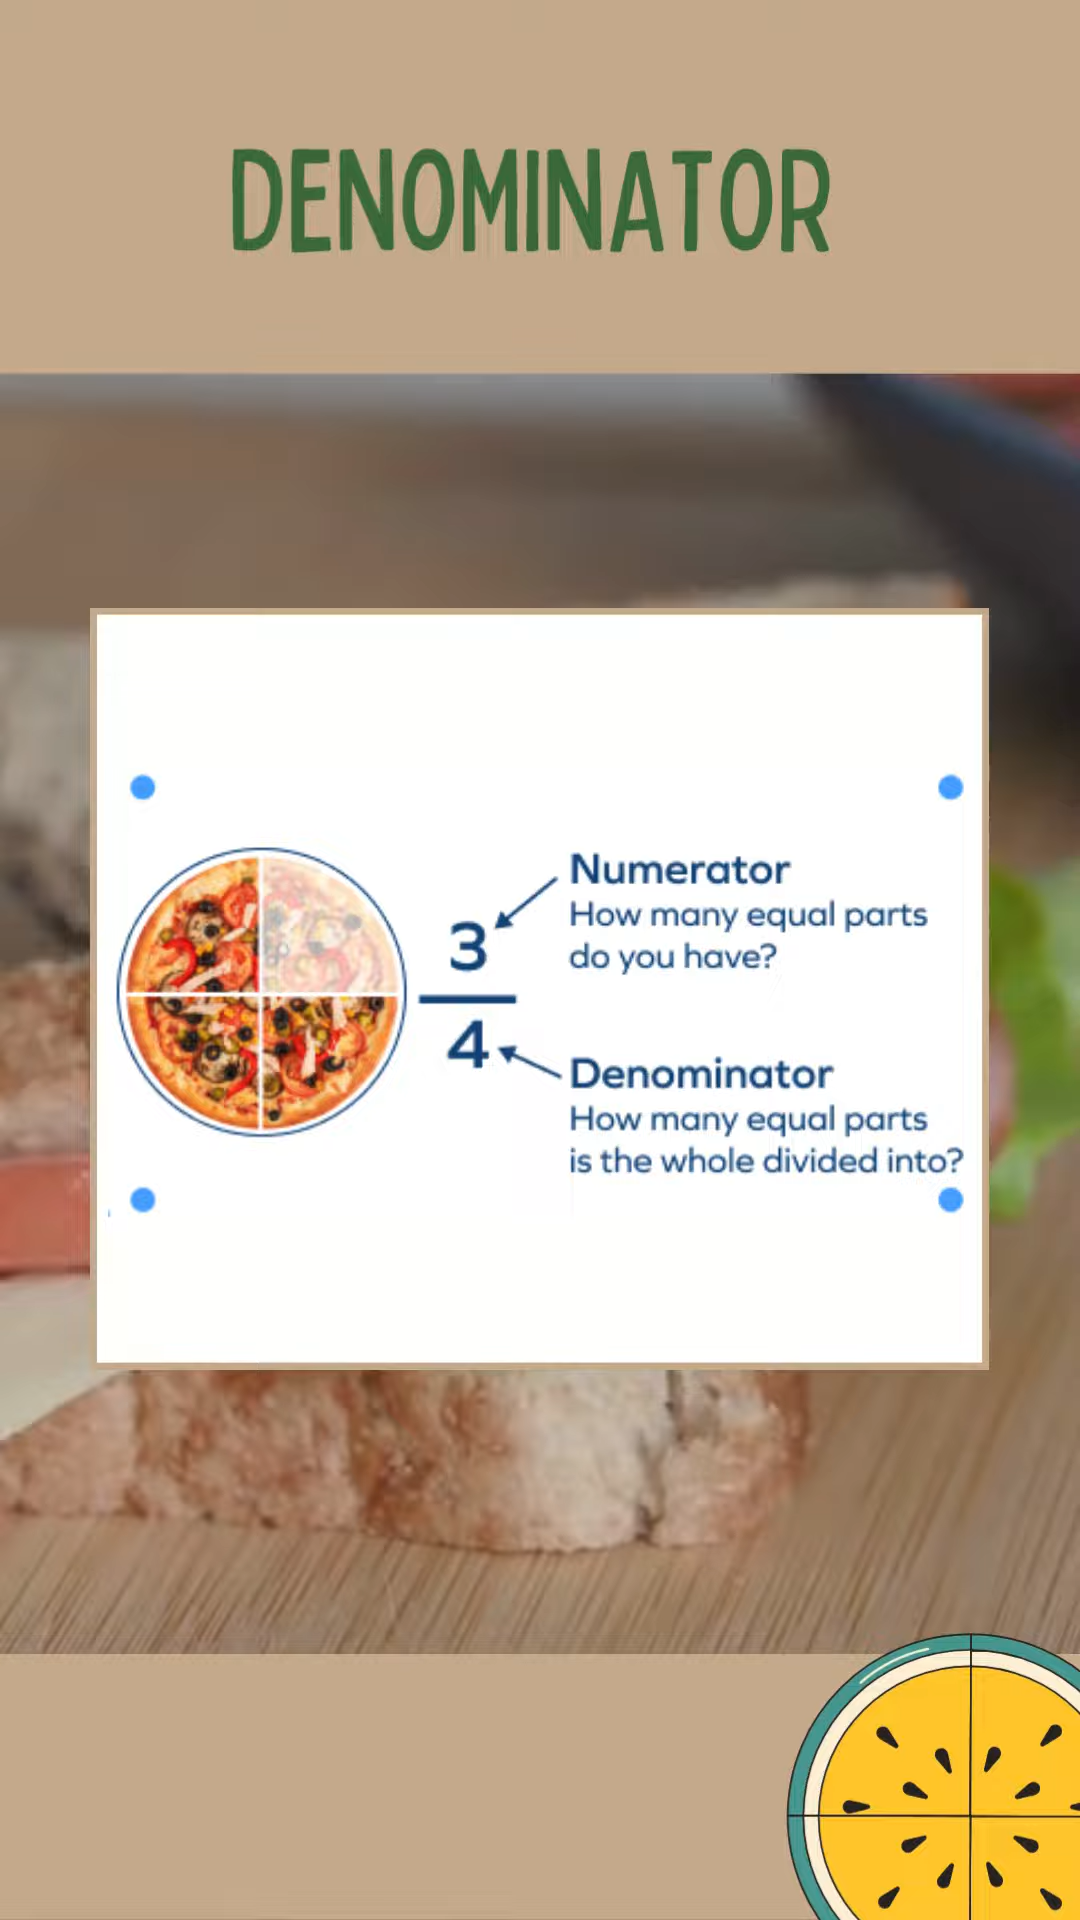 DENOMINATOR
Numerator
How many equal parts
do you have?
3
4
Denominator
How many equal parts
is the whole divided into?